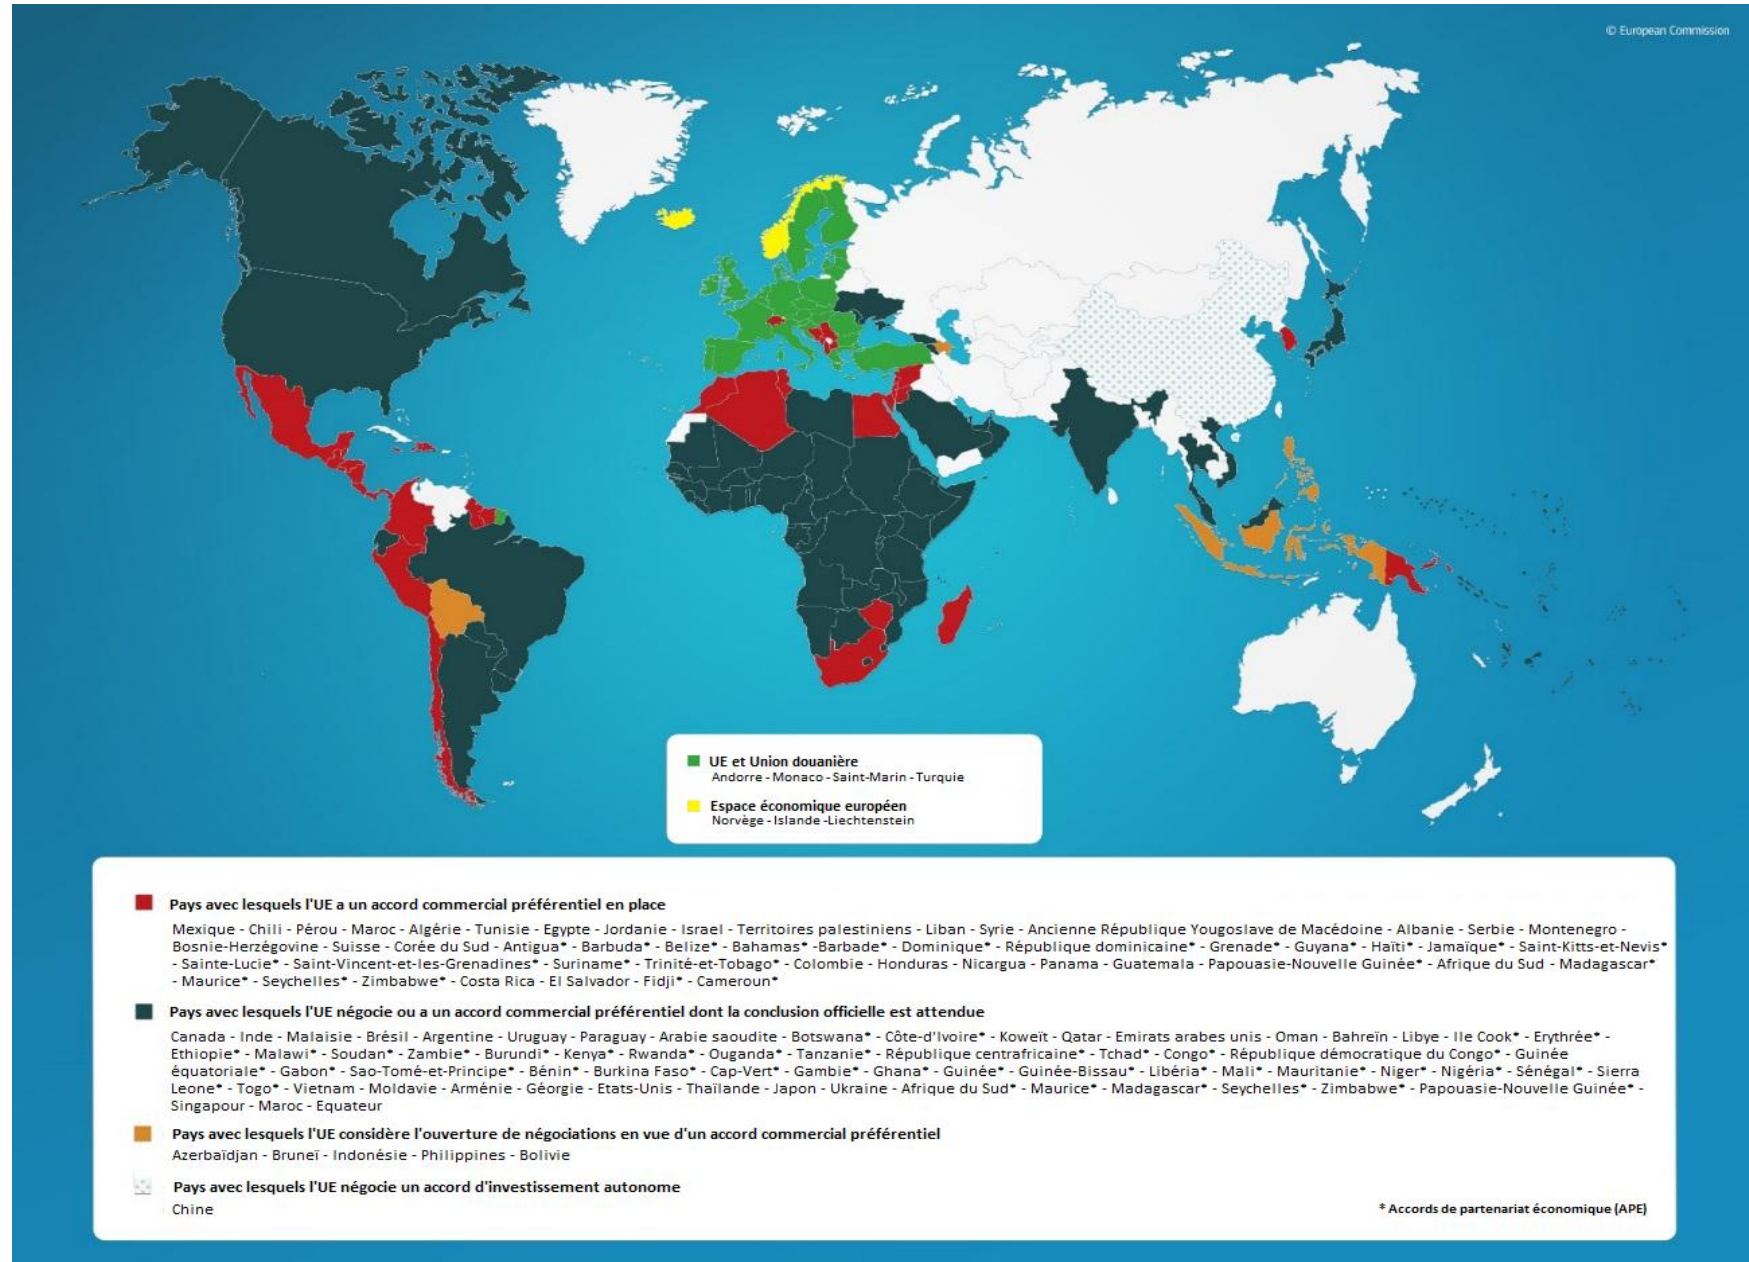 © European Commission
UE et Union douanière
Andorre - Monaco - Saint-Marin - Turquie
Espace économique européen
Norvège - Islande -Liechtenstein
Pays avec lesquels l'UE a un accord commercial préférentiel en place
Mexique - Chili - Pérou - Maroc - Algérie - Tunisie - Egypte - Jordanie - Israel - Territoires palestiniens - Liban - Syrie - Ancienne République Yougoslave de Macédoine - Albanie - Serbie - Montenegro -
Bosnie-Herzégovine - Suisse - Corée du Sud - Antigua* - Barbuda* - Belize* - Bahamas* -Barbade* - Dominique* - République dominicaine* - Grenade* - Guyana* - Haïti* - Jamaïque* - Saint-Kitts-et-Nevis*
- Sainte-Lucie* - Saint-Vincent-et-les-Grenadines* - Suriname* - Trinité-et-Tobago* - Colombie - Honduras - Nicargua - Panama - Guatemala - Papouasie-Nouvelle Guinée* - Afrique du Sud - Madagascar*
- Maurice* - Seychelles* - Zimbabwe* - Costa Rica - El Salvador - Fidji* - Cameroun*
Pays avec lesquels l'UE négocie ou a un accord commercial préférentiel dont la conclusion officielle est attendue
Canada - Inde - Malaisie - Brésil - Argentine - Uruguay - Paraguay - Arabie saoudite - Botswana* - Côte-d'Ivoire* - Koweït - Qatar - Emirats arabes unis - Oman - Bahreïn - Libye - Ile Cook* - Erythrée* -
Ethiopie* - Malawi* - Soudan* - Zambie* - Burundi* - Kenya* - Rwanda* - Ouganda* - Tanzanie* - République centrafricaine* - Tchad* - Congo* - République démocratique du Congo* - Guinée
équatoriale* - Gabon* - Sao-Tomé-et-Principe* - Bénin* - Burkina Faso* - Cap-Vert* - Gambie* - Ghana* - Guinée* - Guinée-Bissau* - Libéria* - Mali* - Mauritanie* - Niger* - Nigéria* - Sénégal* - Sierra
Leone* - Togo* - Vietnam - Moldavie - Arménie - Géorgie - Etats-Unis - Thaïlande - Japon - Ukraine - Afrique du Sud* - Maurice* - Madagascar* - Seychelles* - Zimbabwe* - Papouasie-Nouvelle Guinée* -
Singapour - Maroc - Equateur
Pays avec lesquels l'UE considère l'ouverture de négociations en vue d'un accord commercial préférentiel
Azerbaïdjan - Bruneï - Indonésie - Philippines - Bolivie
Pays avec lesquels l'UE négocie un accord d'investissement autonome
Chine
* Accords de partenariat économique (APE)